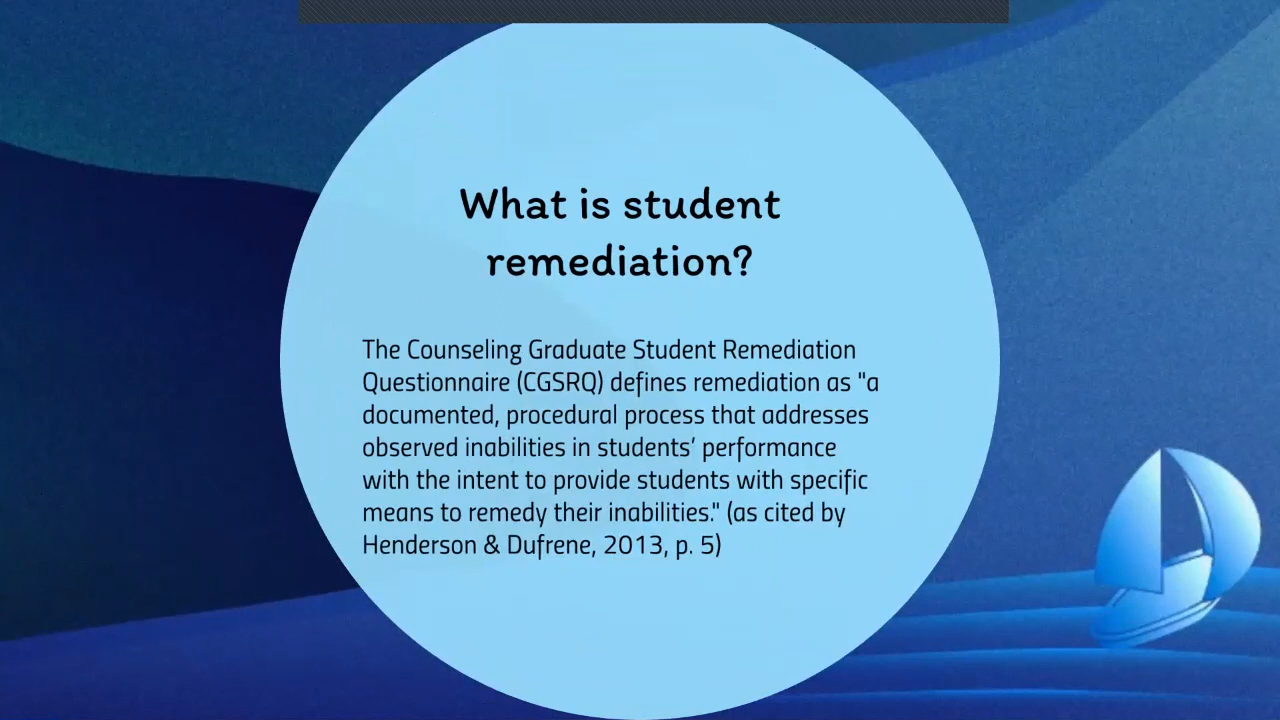 What is student
remediation?
The Counseling Graduate Student Remediation
Questionnaire (CGSRQ) defines remediation as "a
documented, procedural process that addresses
observed inabilities in students' performance
with the intent to provide students with specific
means to remedy their inabilities." (as cited by
Henderson & Dufrene, 2013, p. 5)